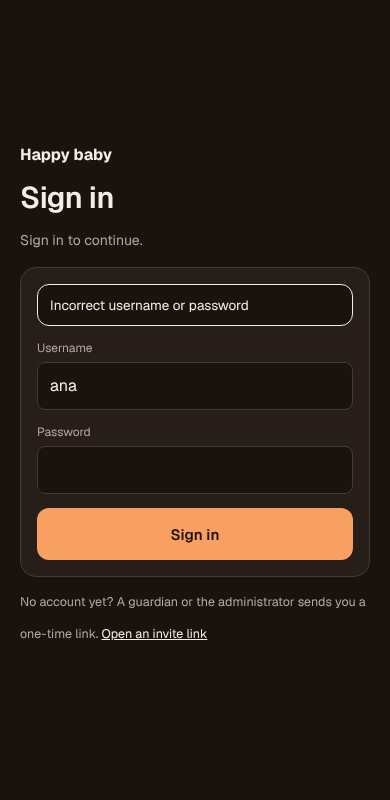 Happy baby
Sign in
Sign in to continue.
Incorrect username or password
Username
ana
Password
Sign in
No account yet? A guardian or the administrator sends you a
one-time link. Open an invite link